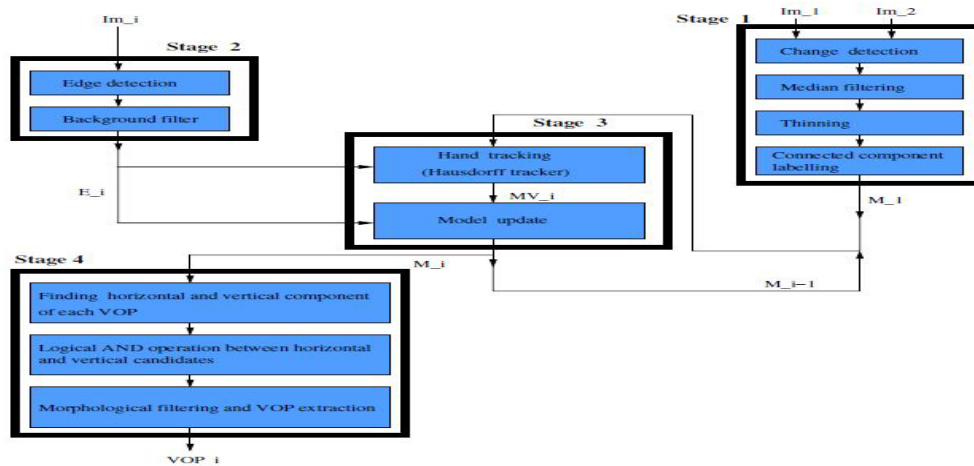 Im_i
Stage 2
Edge detection
Background filter
E_i
Im_1
Im_2
Stage 1
Change detection
Median filtering
Thinning
Connected component
labelling
M_1
Stage 3
Hand tracking
(Hausdorff tracker)
MV_i
Model update
M_i
M_i-1
Stage 4
Finding horizontal and vertical component
of each VOP
Logical AND operation between horizontal
and vertical candidates
Morphological filtering and VOP extraction
VOP i